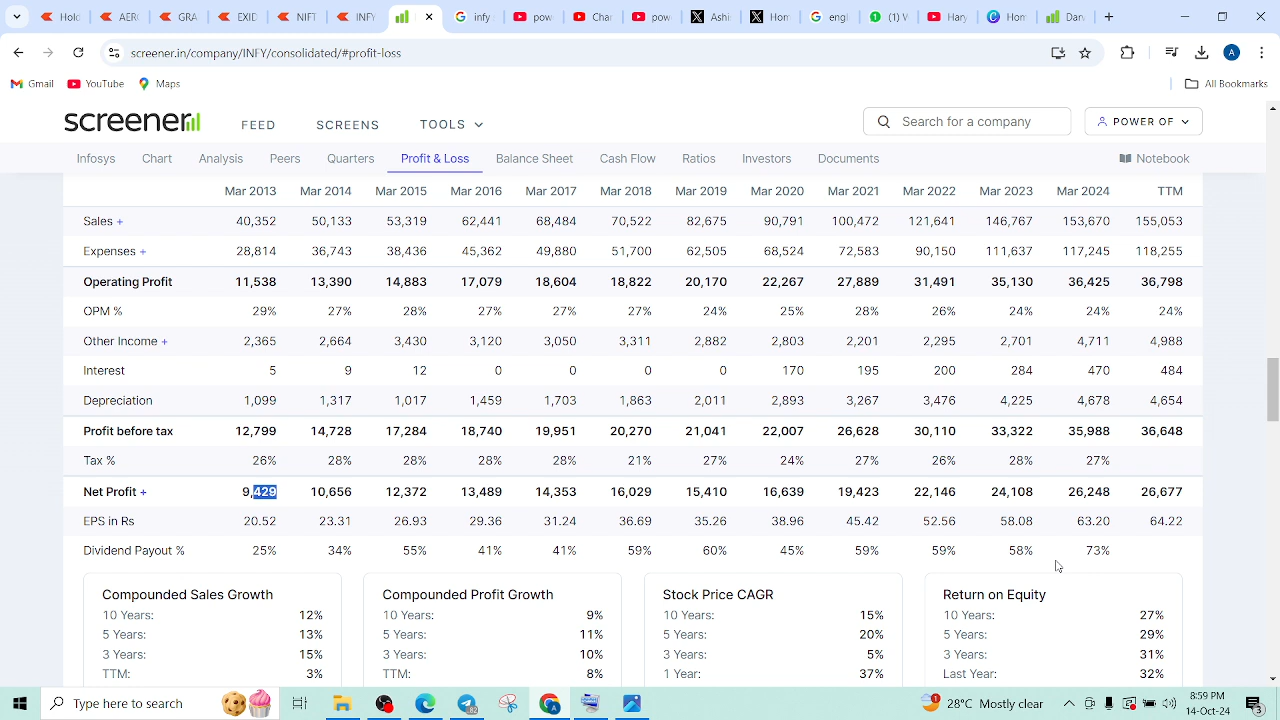 Holdi
ABEI
GRA
EXID
NIFT
INFY
infy
pow
Char
pow
Ashi
Hom
eng
(1) V
Hary
Hom
Dan
screener.in/company/INFY/consolidated/#profit-loss
A
Gmail YouTube Maps All Bookmarks
screener FEED SCREENS TOOLS Search for a company POWER OF
Infosys Chart Analysis Peers Quarters Profit & Loss Balance Sheet Cash Flow Ratios Investors Documents Notebook
Mar 2013 Mar 2014 Mar 2015 Mar 2016 Mar 2017 Mar 2018 Mar 2019 Mar 2020 Mar 2021 Mar 2022 Mar 2023 Mar 2024 TTM
Sales + 40,352 50,133 53,319 62,441 68,484 70,522 82,675 90,791 100,472 121,641 146,767 153,670 155,053
Expenses + 28,814 36,743 38,436 45,362 49,880 51,700 62,505 68,524 72,583 90,150 111,637 117,245 118,255
Operating Profit 11,538 13,390 14,883 17,079 18,604 18,822 20,170 22,267 27,889 31,491 35,130 36,425 36,798
OPM % 29% 27% 28% 27% 27% 27% 24% 25% 28% 26% 24% 24% 24%
Other Income + 2,365 2,664 3,430 3,120 3,050 3,311 2,882 2,803 2,201 2,295 2,701 4,711 4,988
Interest 5 9 12 0 0 0 0 170 195 200 284 470 484
Depreciation 1,099 1,317 1,017 1,459 1,703 1,863 2,011 2,893 3,267 3,476 4,225 4,678 4,654
Profit before tax 12,799 14,728 17,284 18,740 19,951 20,270 21,041 22,007 26,628 30,110 33,322 35,988 36,648
Tax % 26% 28% 28% 28% 28% 21% 27% 24% 27% 26% 28% 27%
Net Profit + 9,429 10,656 12,372 13,489 14,353 16,029 15,410 16,639 19,423 22,146 24,108 26,248 26,677
EPS in Rs 20.52 23.31 26.93 29.36 31.24 36.69 35.26 38.96 45.42 52.56 58.08 63.20 64.22
Dividend Payout % 25% 34% 55% 41% 41% 59% 60% 45% 59% 59% 58% 73%
Compounded Sales Growth
10 Years: 12%
5 Years: 13%
3 Years: 15%
TTM: 3%
Compounded Profit Growth
10 Years: 9%
5 Years: 11%
3 Years: 10%
TTM: 8%
Stock Price CAGR
10 Years: 15%
5 Years: 20%
3 Years: 5%
1 Year: 37%
Return on Equity
10 Years: 27%
5 Years: 29%
3 Years: 31%
Last Year: 32%
Type here to search
28°C Mostly clear
8:59 PM
14-Oct-24